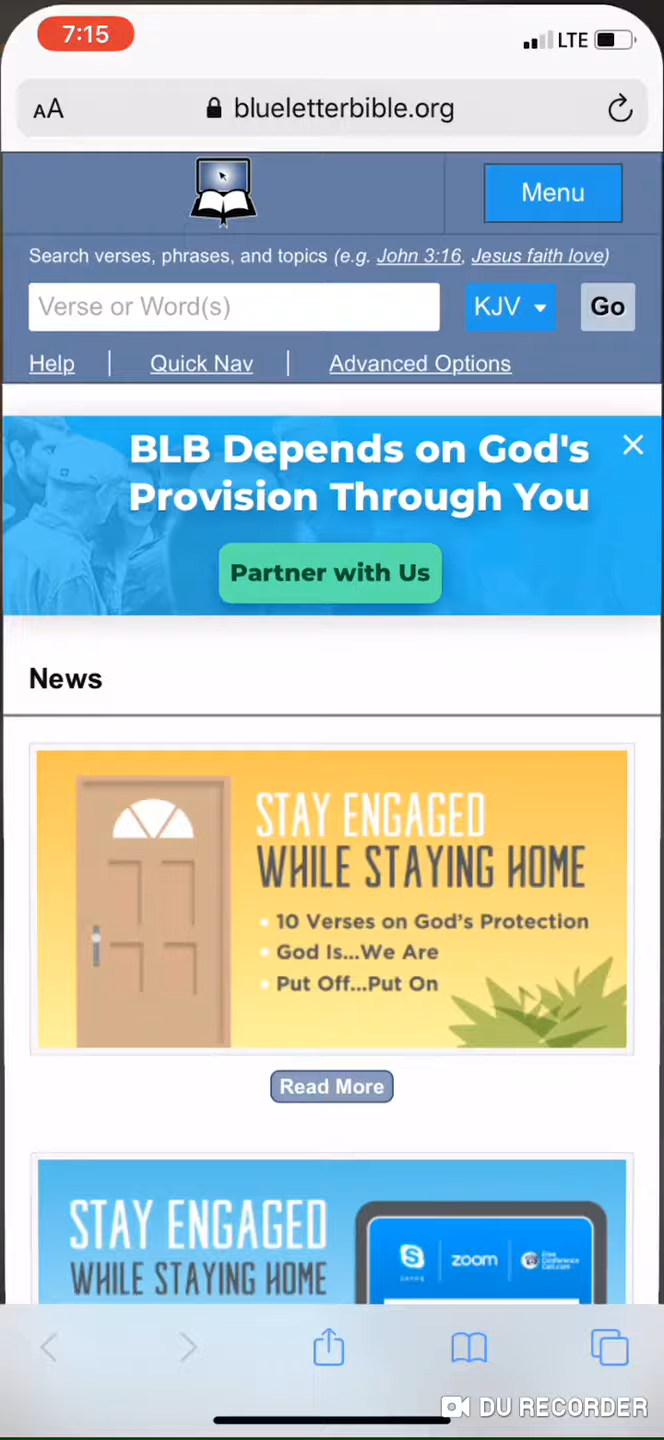 7:15
LTE
AA
blueletterbible.org
Menu
Search verses, phrases, and topics (e.g. John 3:16, Jesus faith love)
Verse or Word(s)
KJV
Go
Help | Quick Nav | Advanced Options
BLB Depends on God's
Provision Through You
Partner with Us
News
STAY ENGAGED
WHILE STAYING HOME
• 10 Verses on God's Protection
• God Is...We Are
• Put Off...Put On
Read More
STAY ENGAGED
WHILE STAYING HOME
zoom
DU RECORDER